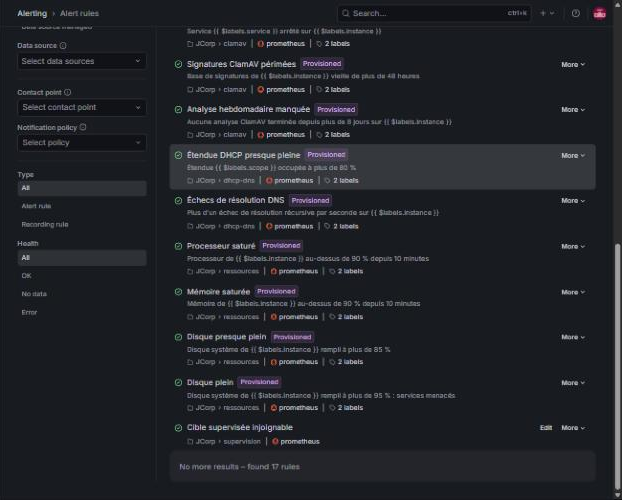 Alerting › Alert rules
Search... ctrl+k
Data source
Select data sources
Contact point
Select contact point
Notification policy
Select policy
Type
All
Alert rule
Recording rule
Health
All
OK
No data
Error
Service {{ $labels.service }} arrêté sur {{ $labels.instance }}
JCorp › clamav | prometheus | 2 labels
Signatures ClamAV périmées Provisioned More
Base de signatures de {{ $labels.instance }} vieille de plus de 48 heures
JCorp › clamav | prometheus | 2 labels
Analyse hebdomadaire manquée Provisioned More
Aucune analyse ClamAV terminée depuis plus de 9 jours sur {{ $labels.instance }}
JCorp › clamav | prometheus | 2 labels
Étendue DHCP presque pleine Provisioned More
Étendue {{ $labels.scope }} occupée à plus de 80 %
JCorp › dhcp-dns | prometheus | 2 labels
Échecs de résolution DNS Provisioned More
Plus d'un échec de résolution récursive par seconde sur {{ $labels.instance }}
JCorp › dhcp-dns | prometheus | 2 labels
Processeur saturé Provisioned More
Processeur de {{ $labels.instance }} au-dessus de 90 % depuis 10 minutes
JCorp › ressources | prometheus | 2 labels
Mémoire saturée Provisioned More
Mémoire de {{ $labels.instance }} au-dessus de 90 % depuis 10 minutes
JCorp › ressources | prometheus | 2 labels
Disque presque plein Provisioned More
Disque système de {{ $labels.instance }} rempli à plus de 85 %
JCorp › ressources | prometheus | 2 labels
Disque plein Provisioned More
Disque système de {{ $labels.instance }} rempli à plus de 95 % : services menacés
JCorp › ressources | prometheus | 2 labels
Cible supervisée injoignable Edit More
JCorp › supervision | prometheus
No more results – found 17 rules